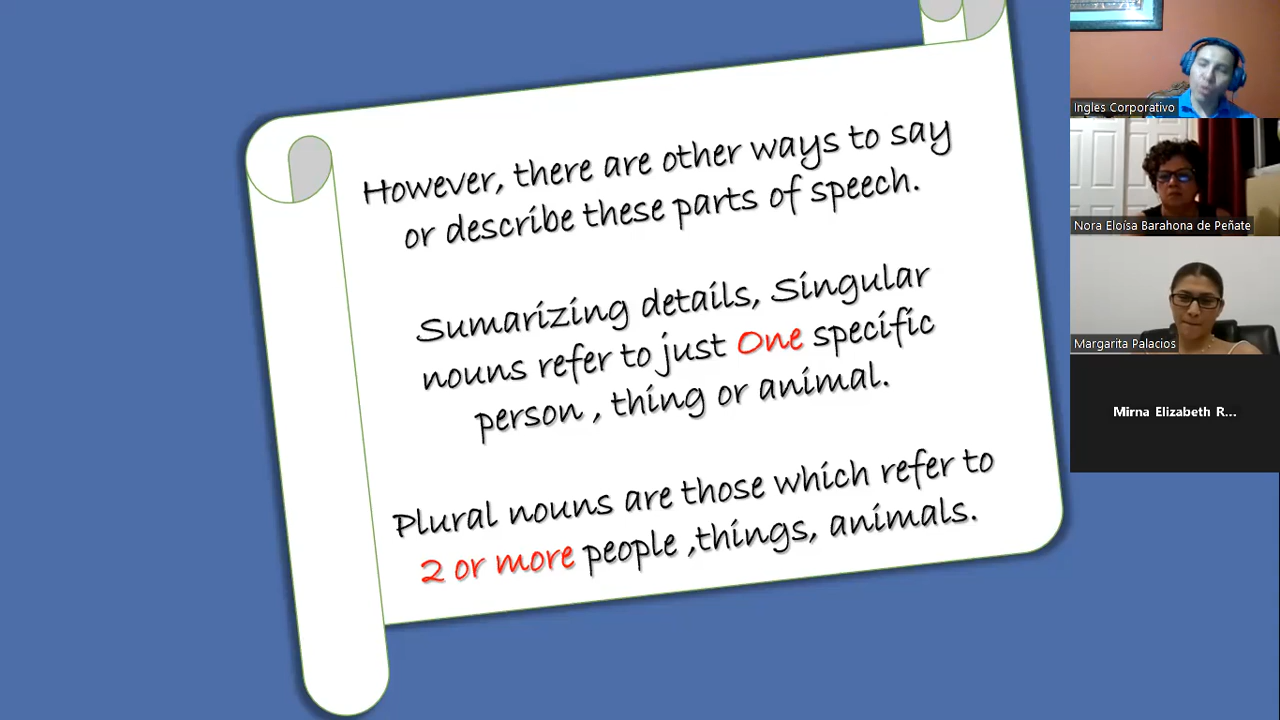 However, there are other ways to say
or describe these parts of speech.
Sumarizing details, Singular
nouns refer to just One specific
person , thing or animal.
Plural nouns are those which refer to
2 or more people ,things, animals.
Ingles Corporativo
Nora Eloísa Barahona de Peñate
Margarita Palacios
Mirna Elizabeth R...